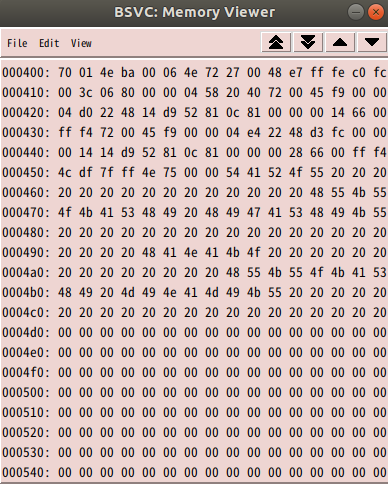 BSVC: Memory Viewer
File Edit View
000400: 70 01 4e ba 00 06 4e 72 27 00 48 e7 ff fe c0 fc
000410: 00 3c 06 80 00 00 04 58 20 40 72 00 45 f9 00 00
000420: 04 d0 22 48 14 d9 52 81 0c 81 00 00 00 14 66 00
000430: ff f4 72 00 45 f9 00 00 04 e4 22 48 d3 fc 00 00
000440: 00 14 14 d9 52 81 0c 81 00 00 00 28 66 00 ff f4
000450: 4c df 7f ff 4e 75 00 00 54 41 52 4f 55 20 20 20
000460: 20 20 20 20 20 20 20 20 20 20 20 20 48 55 4b 55
000470: 4f 4b 41 53 48 49 20 48 49 47 41 53 48 49 4b 55
000480: 20 20 20 20 20 20 20 20 20 20 20 20 20 20 20 20
000490: 20 20 20 20 48 41 4e 41 4b 4f 20 20 20 20 20 20
0004a0: 20 20 20 20 20 20 20 20 48 55 4b 55 4f 4b 41 53
0004b0: 48 49 20 4d 49 4e 41 4d 49 4b 55 20 20 20 20 20
0004c0: 20 20 20 20 20 20 20 20 20 20 20 20 20 20 20 20
0004d0: 00 00 00 00 00 00 00 00 00 00 00 00 00 00 00 00
0004e0: 00 00 00 00 00 00 00 00 00 00 00 00 00 00 00 00
0004f0: 00 00 00 00 00 00 00 00 00 00 00 00 00 00 00 00
000500: 00 00 00 00 00 00 00 00 00 00 00 00 00 00 00 00
000510: 00 00 00 00 00 00 00 00 00 00 00 00 00 00 00 00
000520: 00 00 00 00 00 00 00 00 00 00 00 00 00 00 00 00
000530: 00 00 00 00 00 00 00 00 00 00 00 00 00 00 00 00
000540: 00 00 00 00 00 00 00 00 00 00 00 00 00 00 00 00